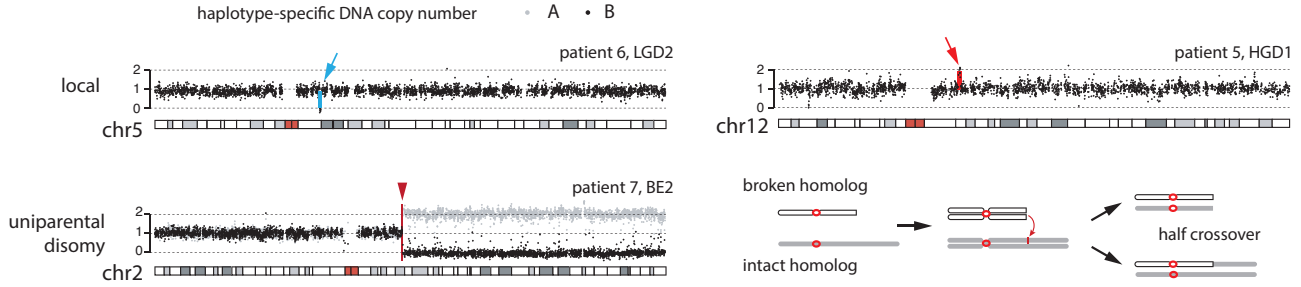 haplotype-specific DNA copy number A B
patient 6, LGD2
local
2
1
0
chr5
patient 5, HGD1
2
1
0
chr12
patient 7, BE2
uniparental
disomy
2
1
0
chr2
broken homolog
intact homolog
half crossover